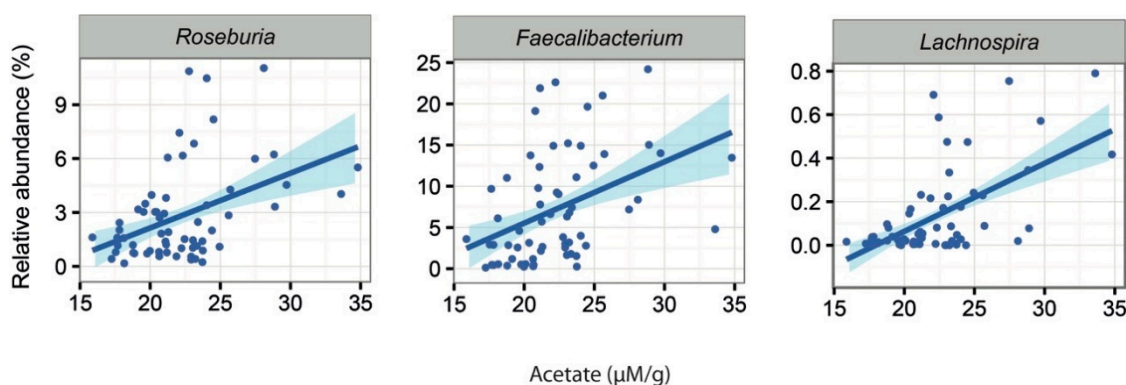 Roseburia
Faecalibacterium
Lachnospira
Relative abundance (%)
9
6
3
0
25
20
15
10
5
0
0.8
0.6
0.4
0.2
0.0
15 20 25 30 35
15 20 25 30 35
15 20 25 30 35
Acetate (µM/g)